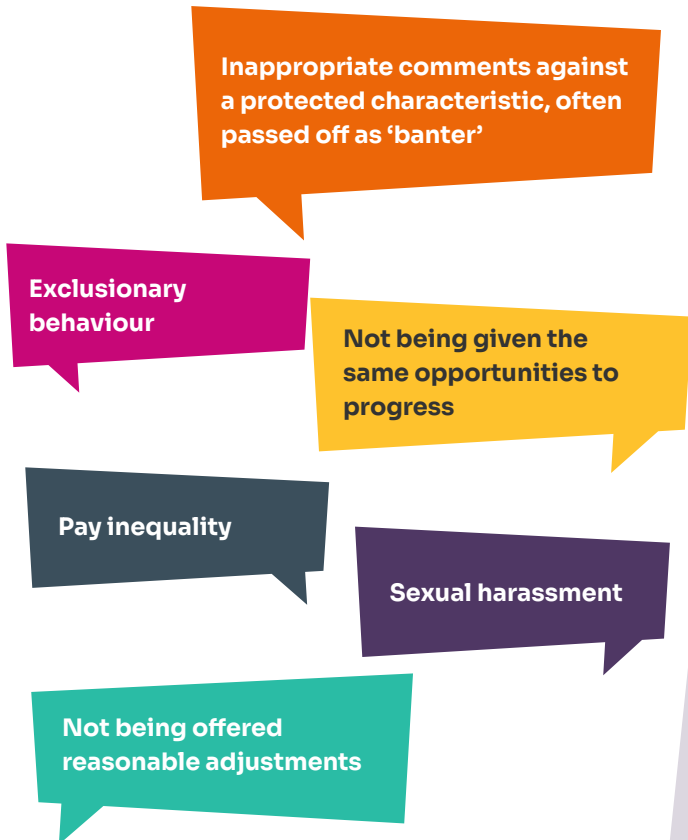 Inappropriate comments against
a protected characteristic, often
passed off as ‘banter’
Exclusionary
behaviour
Not being given the
same opportunities to
progress
Pay inequality
Sexual harassment
Not being offered
reasonable adjustments